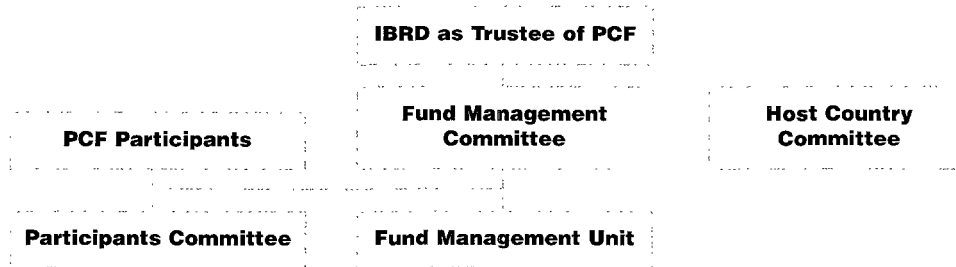 IBRD as Trustee of PCF
PCF Participants
Fund Management
Committee
Host Country
Committee
Participants Committee
Fund Management Unit